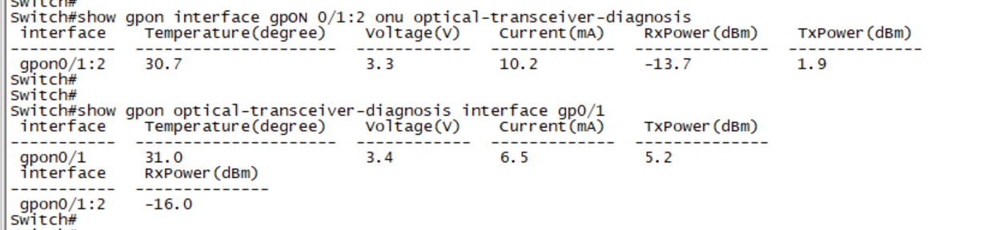 Switch#
Switch#show gpon interface gpON 0/1:2 onu optical-transceiver-diagnosis
interface Temperature(degree) Voltage(V) Current(mA) RxPower(dBm) TxPower(dBm)
----------- --------------------- ------------ ------------- -------------- --------------
gpon0/1:2 30.7 3.3 10.2 -13.7 1.9
Switch#
Switch#
Switch#show gpon optical-transceiver-diagnosis interface gp0/1
interface Temperature(degree) Voltage(V) Current(mA) TxPower(dBm)
----------- --------------------- ------------ ------------- --------------
gpon0/1 31.0 3.4 6.5 5.2
interface RxPower(dBm)
----------- --------------
gpon0/1:2 -16.0
Switch#